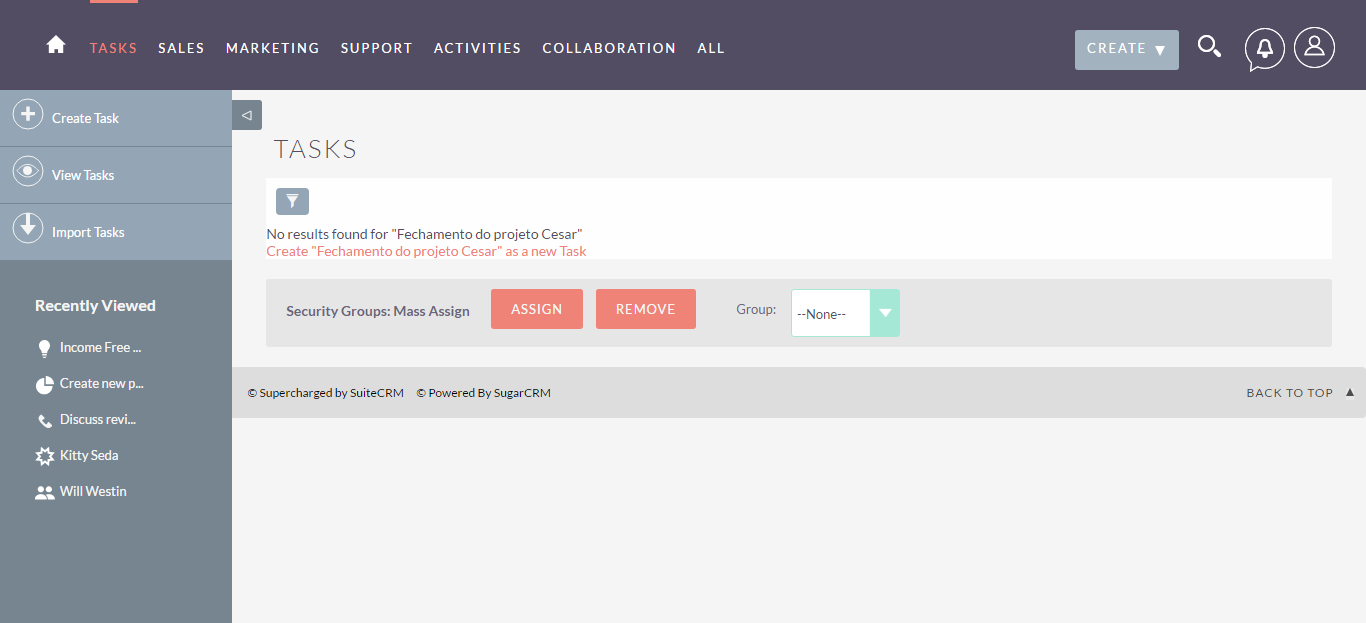 TASKS SALES MARKETING SUPPORT ACTIVITIES COLLABORATION ALL CREATE ▼
Create Task
View Tasks
Import Tasks
Recently Viewed
Income Free ...
Create new p...
Discuss revi...
Kitty Seda
Will Westin
TASKS
No results found for "Fechamento do projeto Cesar"
Create "Fechamento do projeto Cesar" as a new Task
Security Groups: Mass Assign ASSIGN REMOVE Group: --None--
© Supercharged by SuiteCRM © Powered By SugarCRM BACK TO TOP ▲